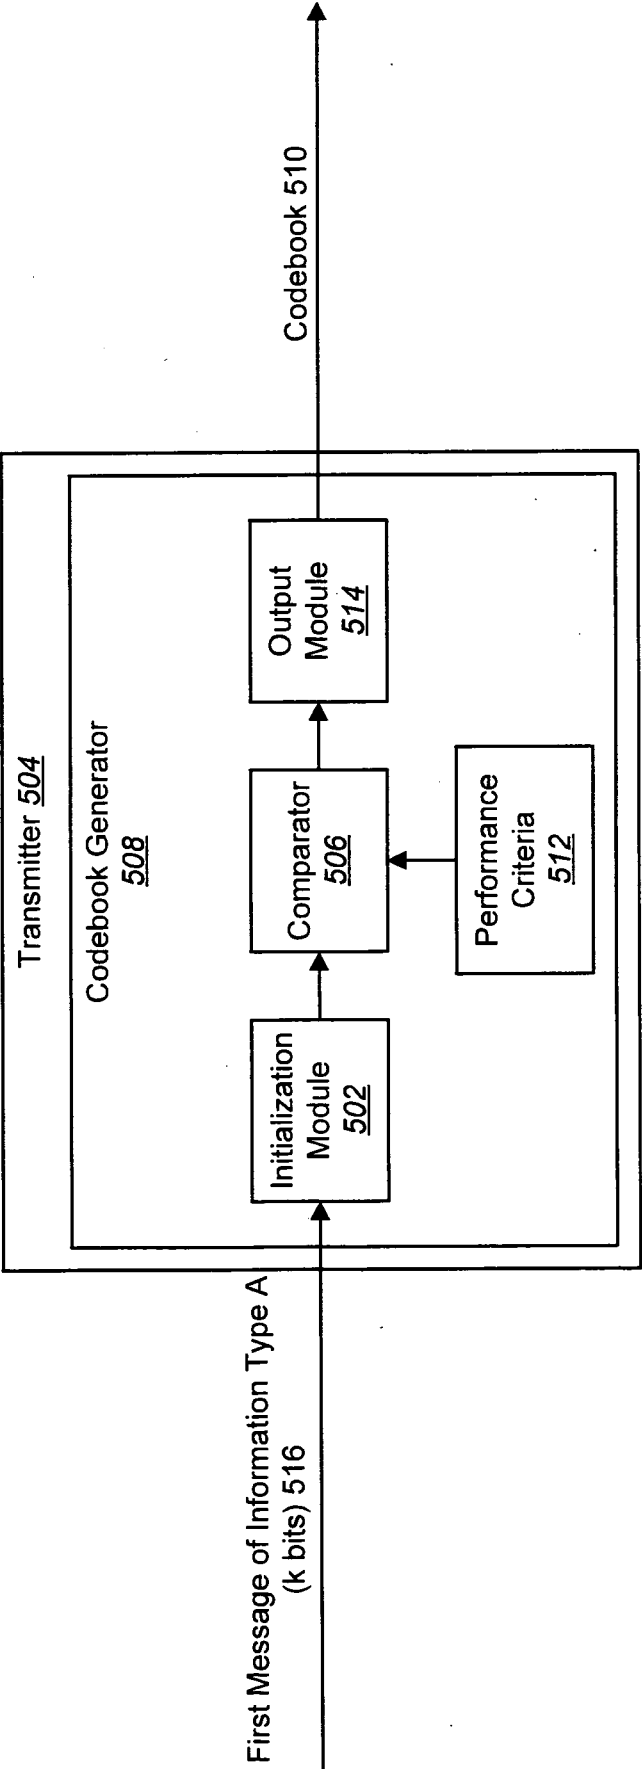 Transmitter 504
Codebook Generator
508
First Message of Information Type A
(k bits) 516
Initialization
Module
502
Comparator
506
Output
Module
514
Codebook 510
Performance
Criteria
512